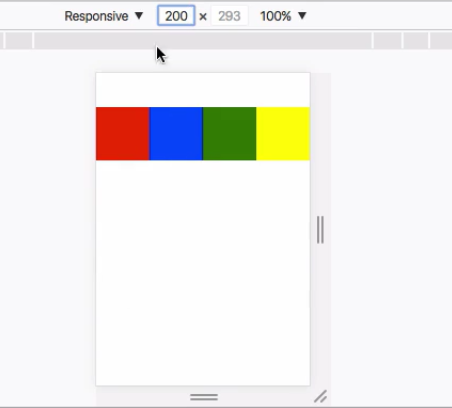 Responsive ▼ 200 × 293 100% ▼